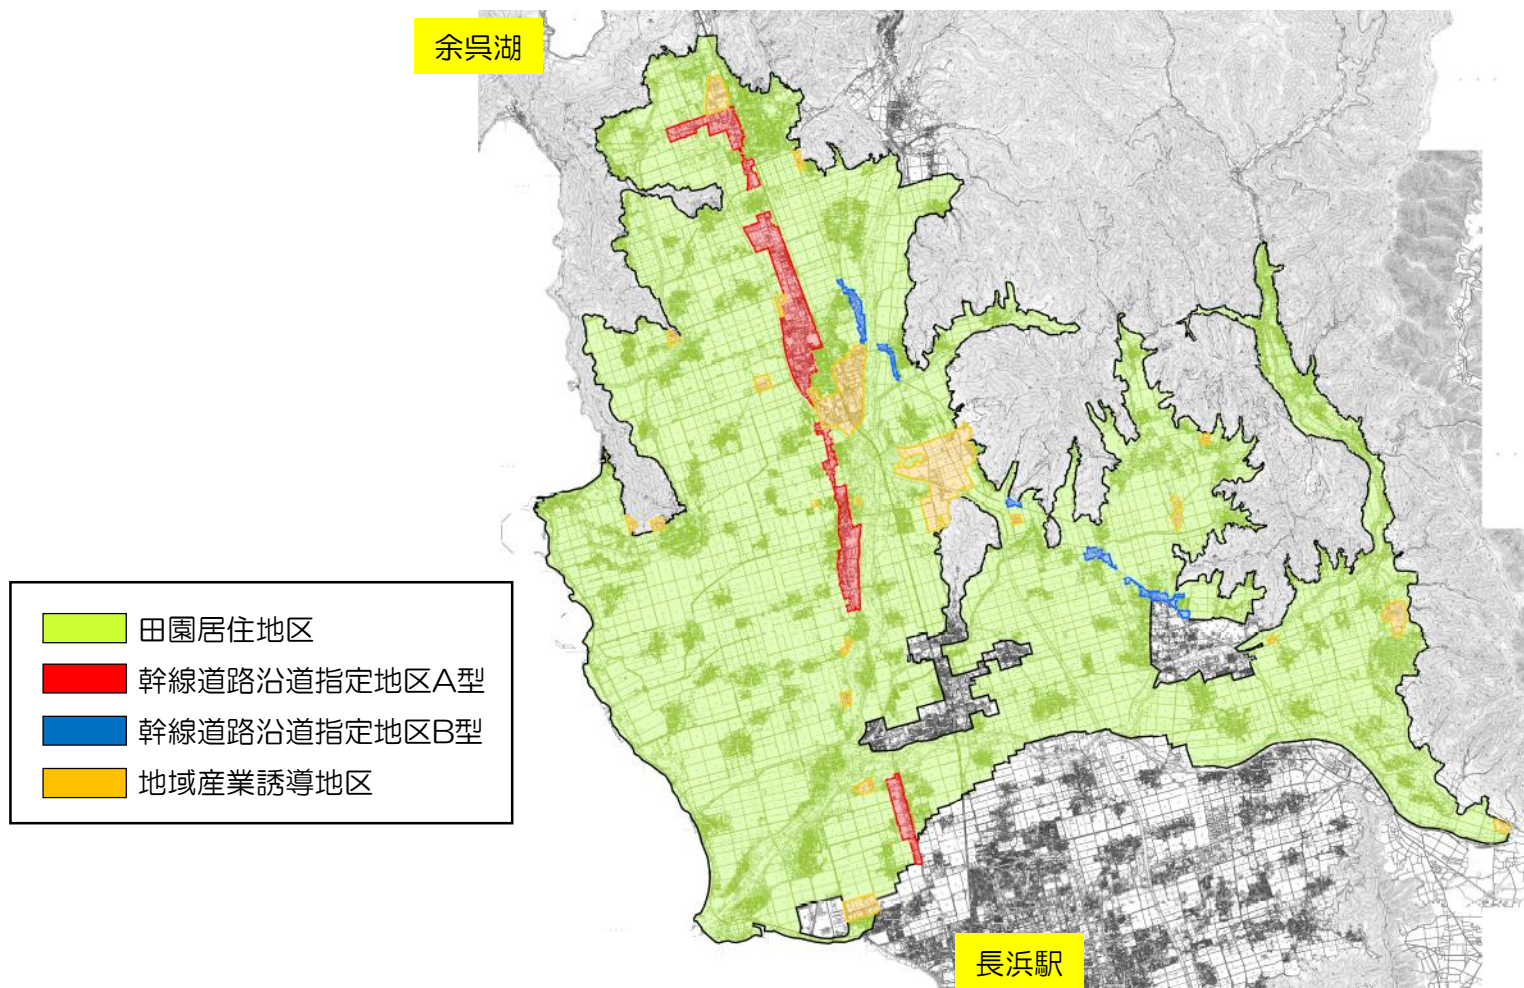 余呉湖
田園居住地区
幹線道路沿道指定地区A型
幹線道路沿道指定地区B型
地域産業誘導地区
長浜駅